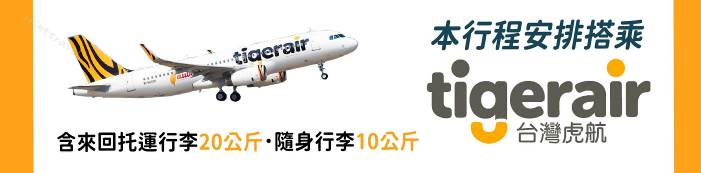 本行程安排搭乘
tigerair
tigerair
台灣虎航
含來回托運行李20公斤·隨身行李10公斤